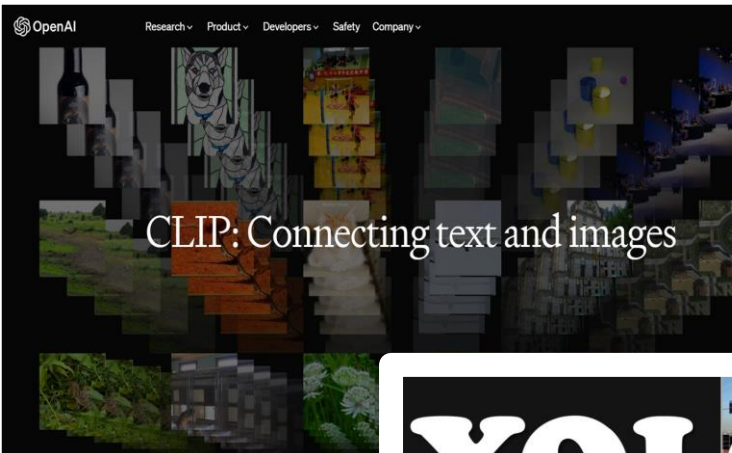 OpenAI
Research Product Developers Safety Company
CLIP: Connecting text and images